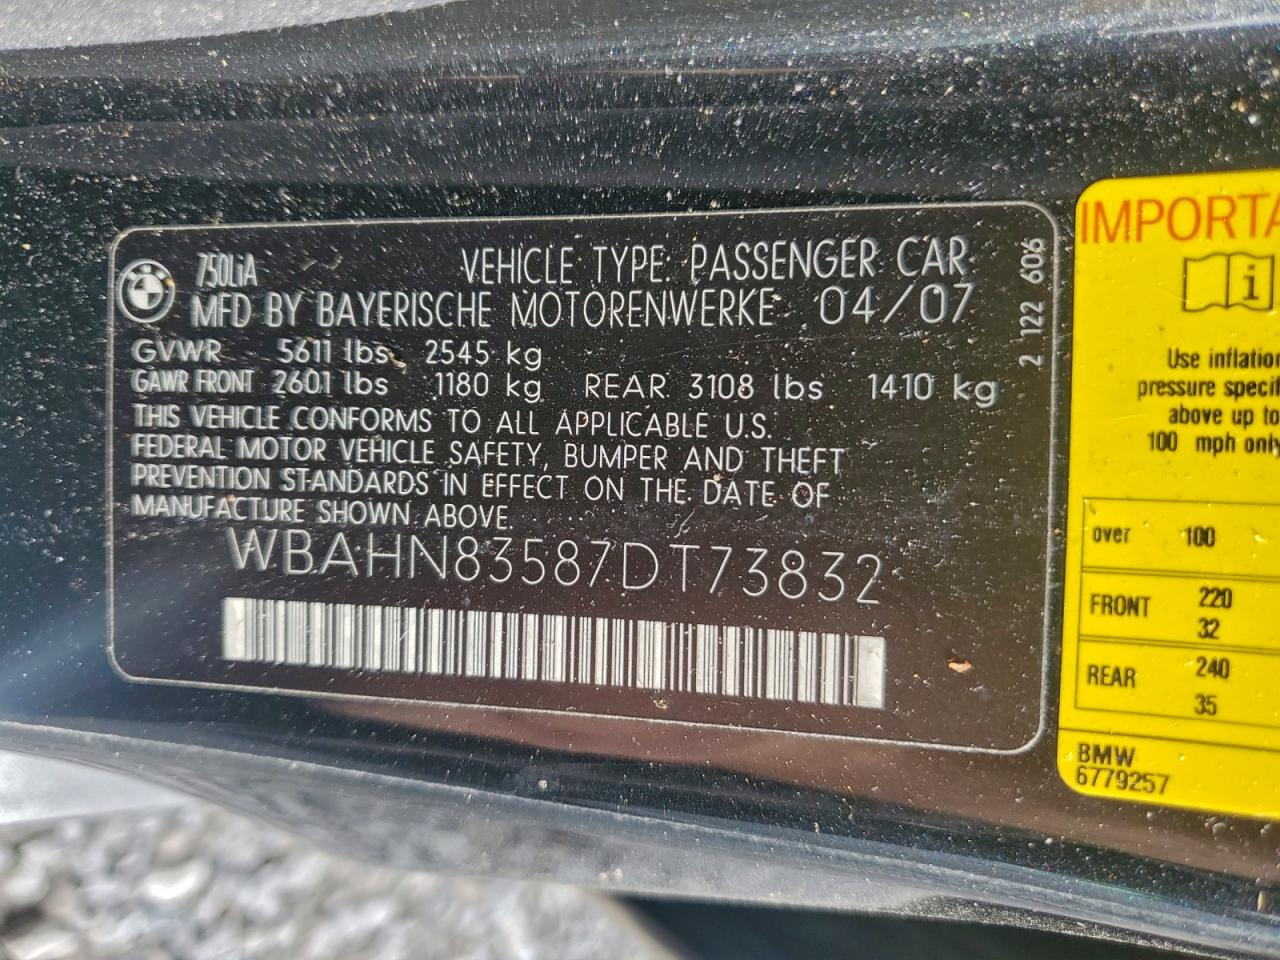 750LiA
VEHICLE TYPE: PASSENGER CAR
MFD BY BAYERISCHE MOTORENWERKE 04/07
GVWR 5611 lbs 2545 kg
GAWR FRONT 2601 lbs 1180 kg REAR 3108 lbs 1410 kg
THIS VEHICLE CONFORMS TO ALL APPLICABLE U.S.
FEDERAL MOTOR VEHICLE SAFETY, BUMPER AND THEFT
PREVENTION STANDARDS IN EFFECT ON THE DATE OF
MANUFACTURE SHOWN ABOVE.
WBAHN83587DT73832
2 122 606
IMPORTA
i
Use inflation
pressure specif
above up to
100 mph only
over 100
FRONT 220
32
REAR 240
35
BMW
6779257